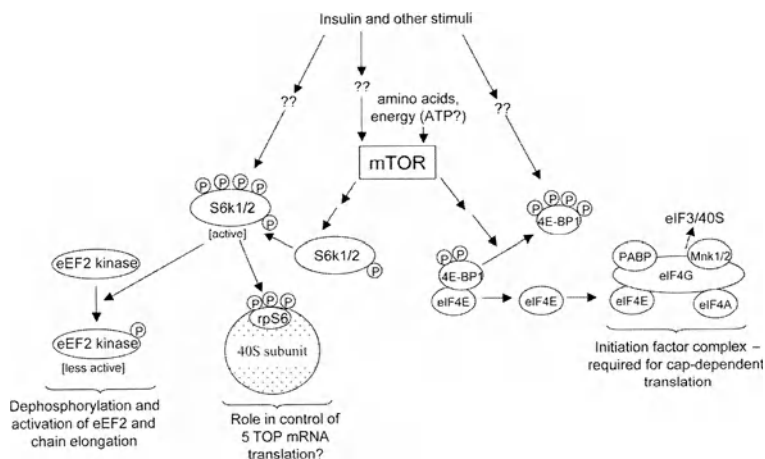 Insulin and other stimuli
??
??
??
amino acids,
energy (ATP?)
mTOR
P P P P
S6k1/2
P
[active]
S6k1/2
P
P P P P
4E-BP1
P P
4E-BP1
eIF4E
eIF4E
eIF3/40S
PABP
Mnk1/2
eIF4G
eIF4E
eIF4A
Initiation factor complex –
required for cap-dependent
translation
eEF2 kinase
eEF2 kinase
P
[less active]
Dephosphorylation and
activation of eEF2 and
chain elongation
P P P
rpS6
40S subunit
Role in control of
5 TOP mRNA
translation?